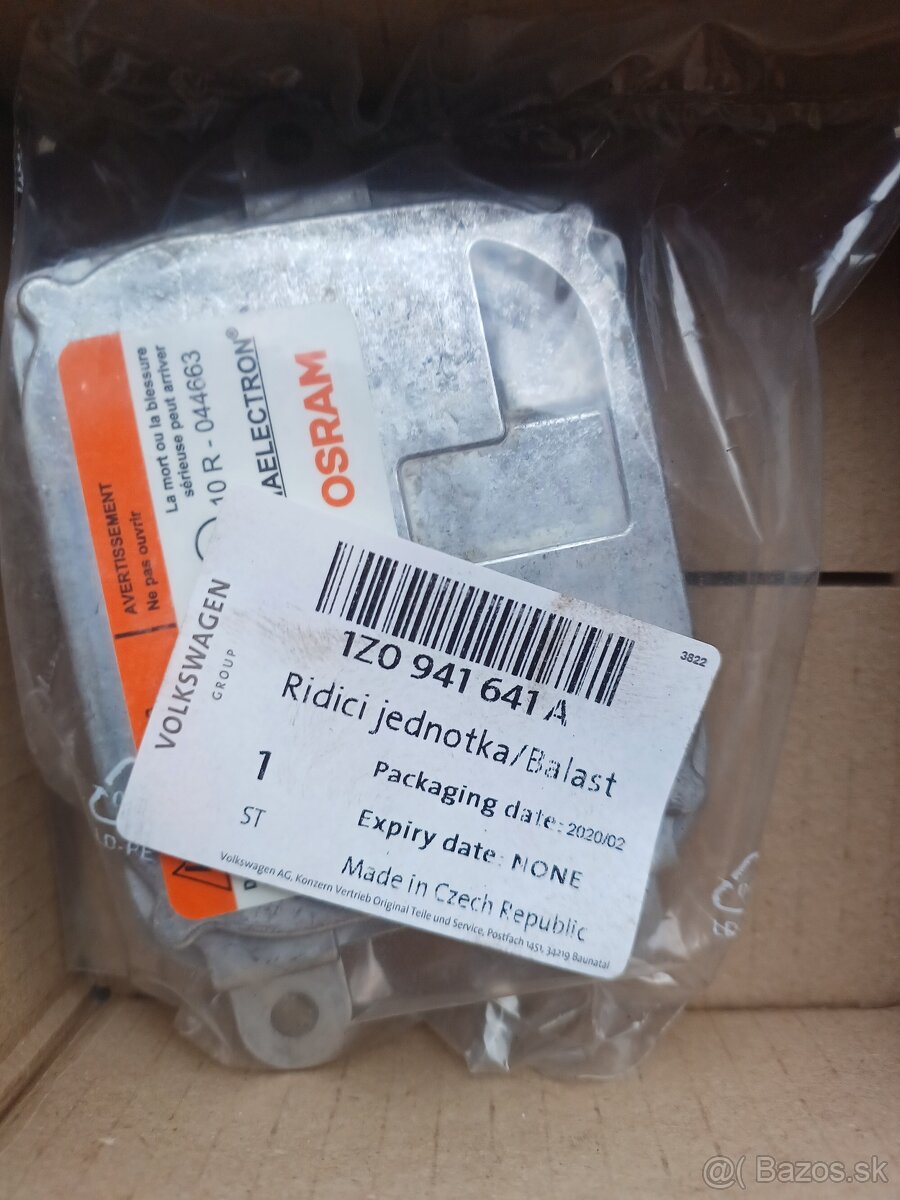 AVERTISSEMENT
Ne pas ouvrir
La mort ou la blessure
sérieuse peut arriver
10 R - 044663
AELECTRON®
OSRAM
VOLKSWAGEN
GROUP
1Z0 941 641 A
3822
Ridici jednotka/Balast
1
ST
Packaging date: 2020/02
Expiry date: NONE
Made in Czech Republic
Volkswagen AG, Konzern Vertrieb Original Teile und Service, Postfach 1451, 34219 Baunatal
@( Bazos.sk